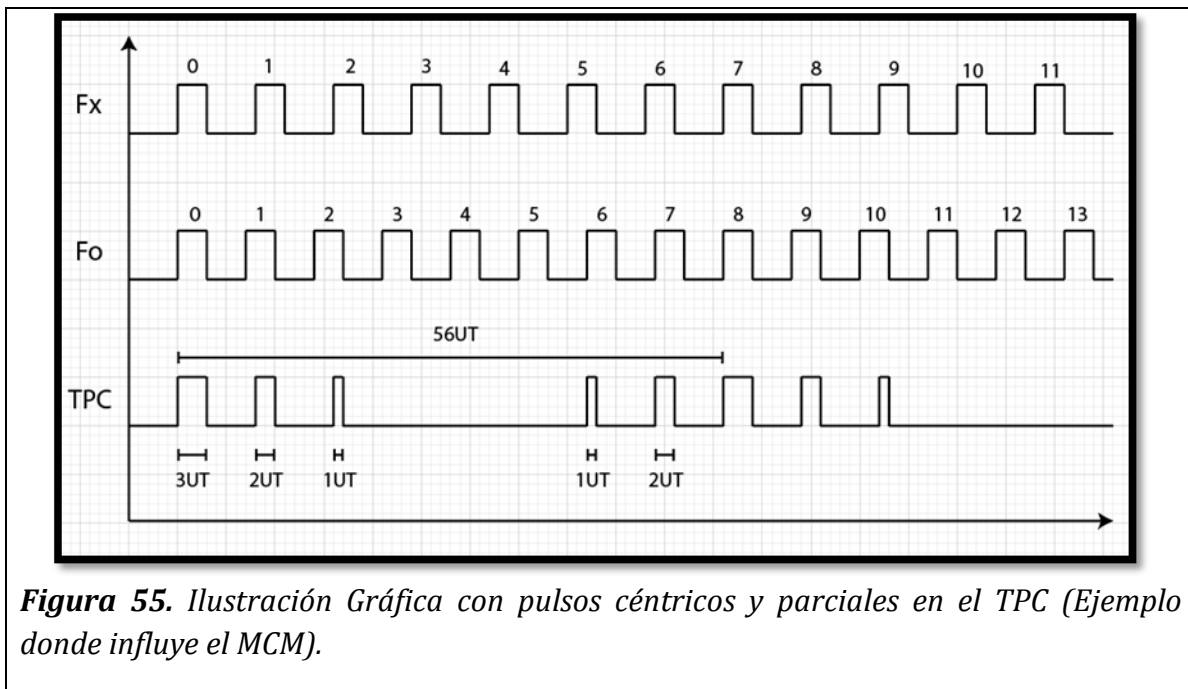 0 1 2 3 4 5 6 7 8 9 10 11
Fx
0 1 2 3 4 5 6 7 8 9 10 11 12 13
Fo
56UT
TPC
3UT 2UT 1UT 1UT 2UT
Figura 55. Ilustración Gráfica con pulsos céntricos y parciales en el TPC (Ejemplo
donde influye el MCM).